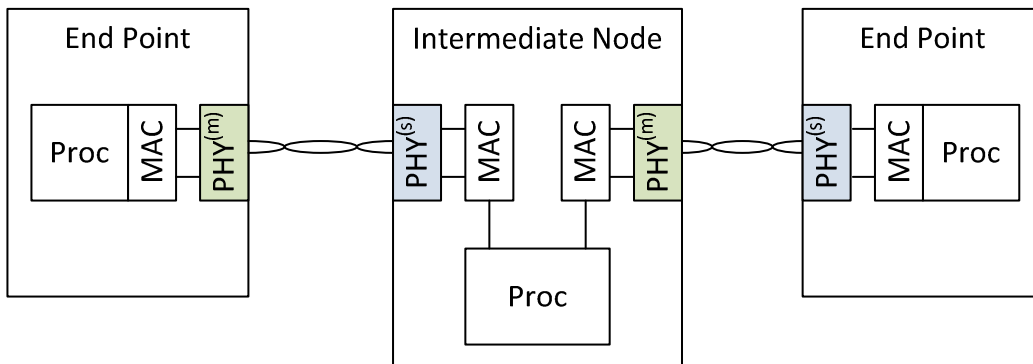 End Point
Intermediate Node
End Point
Proc
MAC
PHY(m)
PHY(s)
MAC
MAC
PHY(m)
PHY(s)
MAC
Proc
Proc